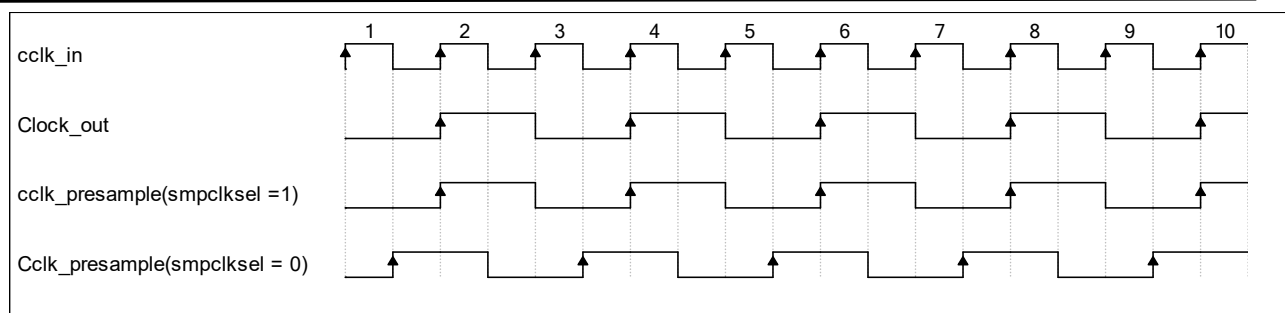 1 2 3 4 5 6 7 8 9 10
cclk_in
Clock_out
cclk_presample(smpclksel =1)
Cclk_presample(smpclksel = 0)